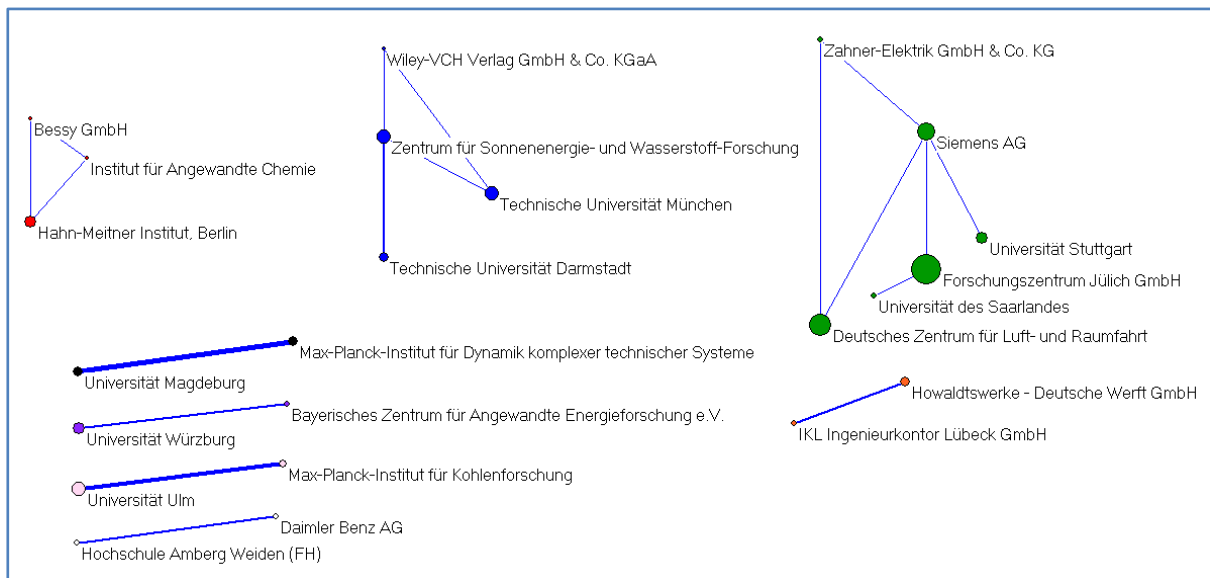 Bessy GmbH
Institut für Angewandte Chemie
Hahn-Meitner Institut, Berlin
Wiley-VCH Verlag GmbH & Co. KGaA
Zentrum für Sonnenenergie- und Wasserstoff-Forschung
Technische Universität München
Technische Universität Darmstadt
Zahner-Elektrik GmbH & Co. KG
Siemens AG
Universität Stuttgart
Forschungszentrum Jülich GmbH
Universität des Saarlandes
Deutsches Zentrum für Luft- und Raumfahrt
Max-Planck-Institut für Dynamik komplexer technischer Systeme
Universität Magdeburg
Bayerisches Zentrum für Angewandte Energieforschung e.V.
Universität Würzburg
Max-Planck-Institut für Kohlenforschung
Universität Ulm
Daimler Benz AG
Hochschule Amberg Weiden (FH)
Howaldtswerke - Deutsche Werft GmbH
IKL Ingenieurkontor Lübeck GmbH